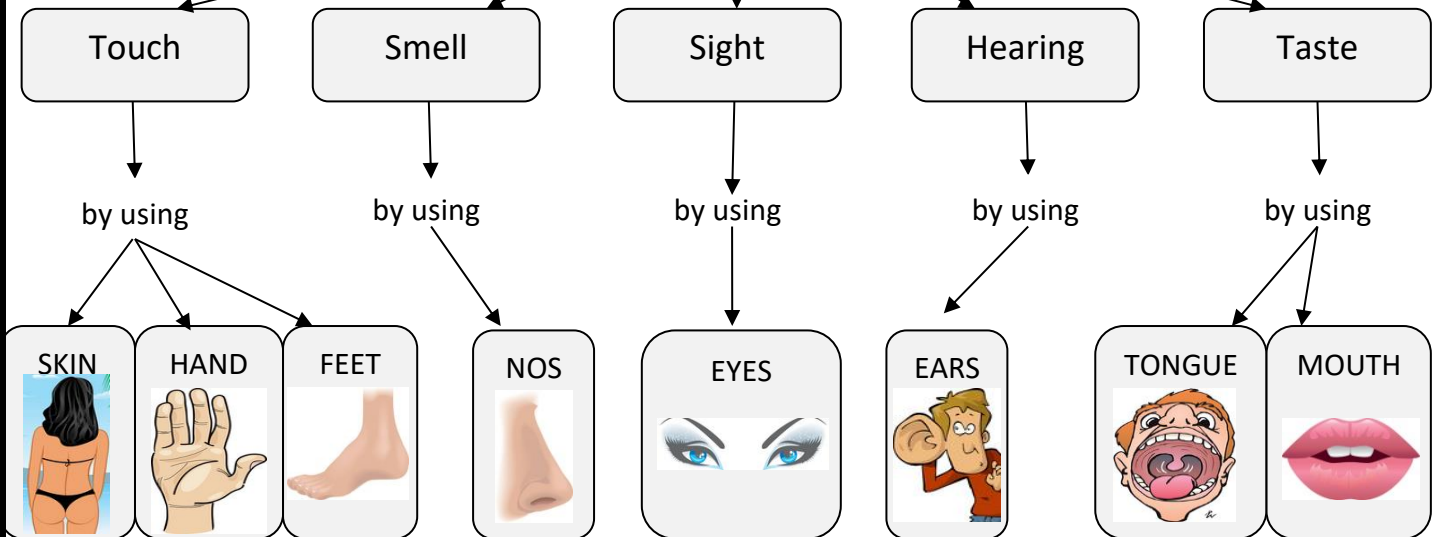 Touch
Smell
Sight
Hearing
Taste
by using
by using
by using
by using
by using
SKIN
HAND
FEET
NOS
EYES
EARS
TONGUE
MOUTH